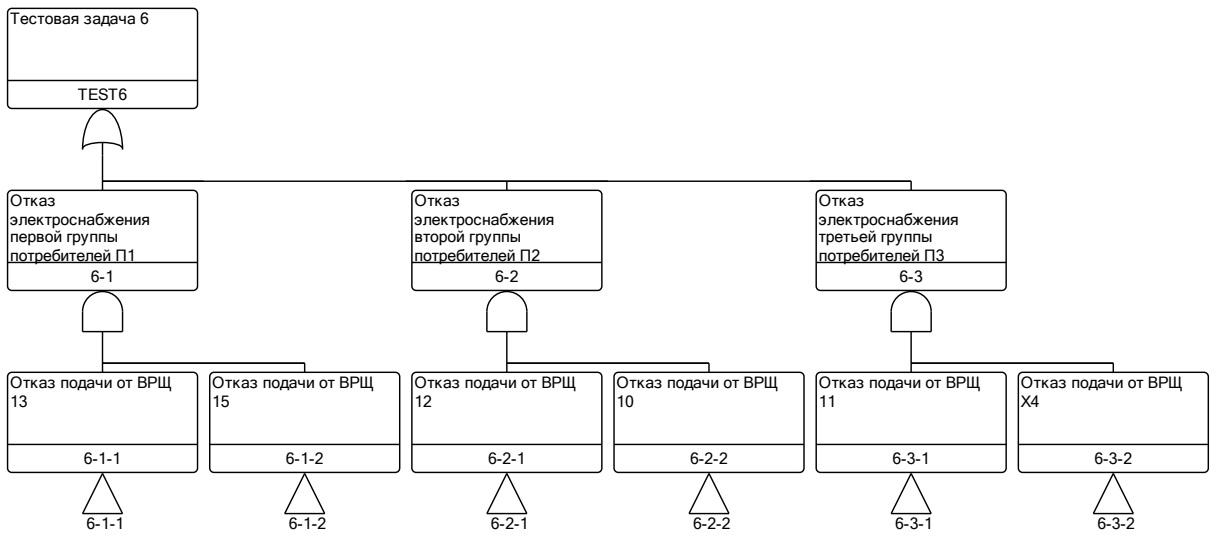 Тестовая задача 6
TEST6
Отказ
электроснабжения
первой группы
потребителей П1
6-1
Отказ
электроснабжения
второй группы
потребителей П2
6-2
Отказ
электроснабжения
третьей группы
потребителей П3
6-3
Отказ подачи от ВРЩ
13
6-1-1
6-1-1
Отказ подачи от ВРЩ
15
6-1-2
6-1-2
Отказ подачи от ВРЩ
12
6-2-1
6-2-1
Отказ подачи от ВРЩ
10
6-2-2
6-2-2
Отказ подачи от ВРЩ
11
6-3-1
6-3-1
Отказ подачи от ВРЩ
Х4
6-3-2
6-3-2